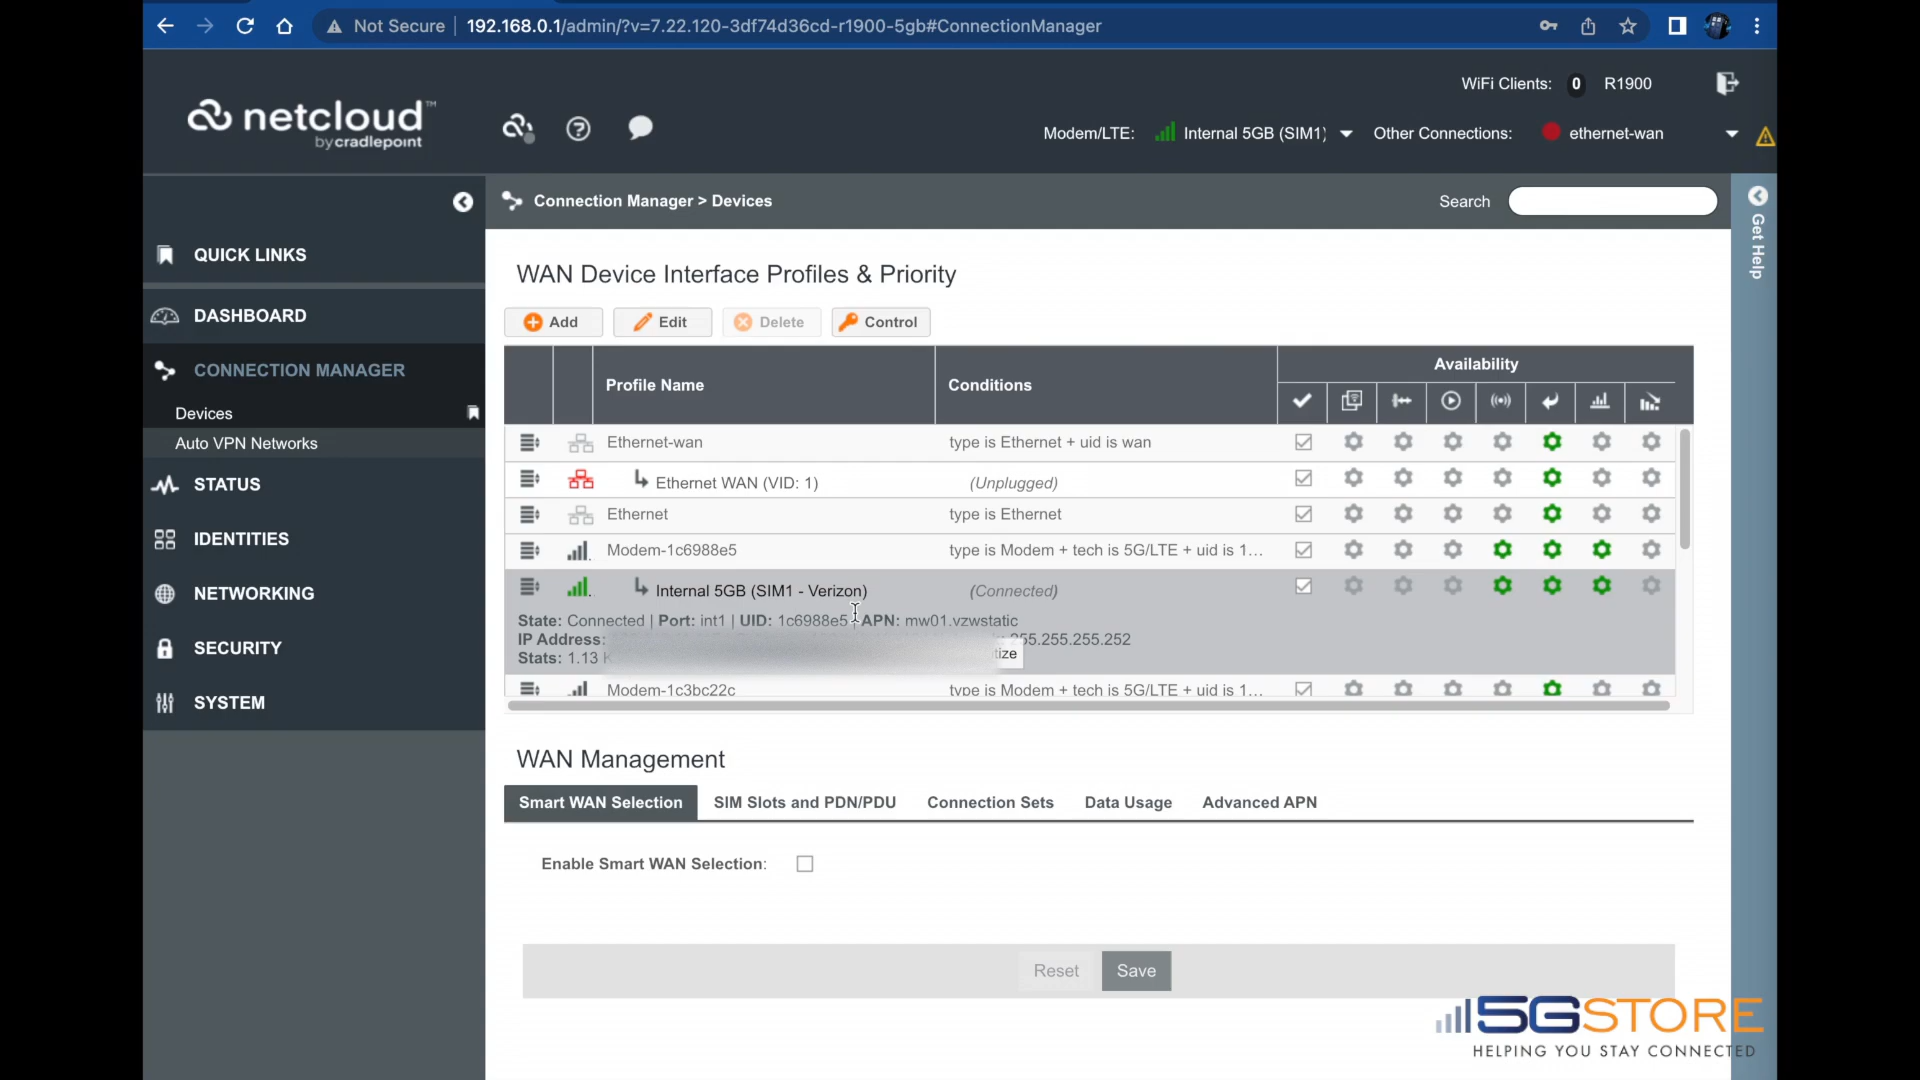 Not Secure | 192.168.0.1/admin/?v=7.22.120-3df74d36cd-r1900-5gb#ConnectionManager
WiFi Clients: 0 R1900
netcloud™
by cradlepoint
Modem/LTE: Internal 5GB (SIM1) Other Connections: ethernet-wan
Connection Manager > Devices
Search
Get Help
QUICK LINKS
DASHBOARD
CONNECTION MANAGER
Devices
Auto VPN Networks
STATUS
IDENTITIES
NETWORKING
SECURITY
SYSTEM
WAN Device Interface Profiles & Priority
Add Edit Delete Control
Profile Name Conditions Availability
Ethernet-wan type is Ethernet + uid is wan
Ethernet WAN (VID: 1) (Unplugged)
Ethernet type is Ethernet
Modem-1c6988e5 type is Modem + tech is 5G/LTE + uid is 1...
Internal 5GB (SIM1 - Verizon) (Connected)
State: Connected | Port: int1 | UID: 1c6988e5 | APN: mw01.vzwstatic
IP Address: 255.255.255.252
Stats: 1.13 K
Modem-1c3bc22c type is Modem + tech is 5G/LTE + uid is 1...
WAN Management
Smart WAN Selection SIM Slots and PDN/PDU Connection Sets Data Usage Advanced APN
Enable Smart WAN Selection:
Reset Save
5GSTORE
HELPING YOU STAY CONNECTED